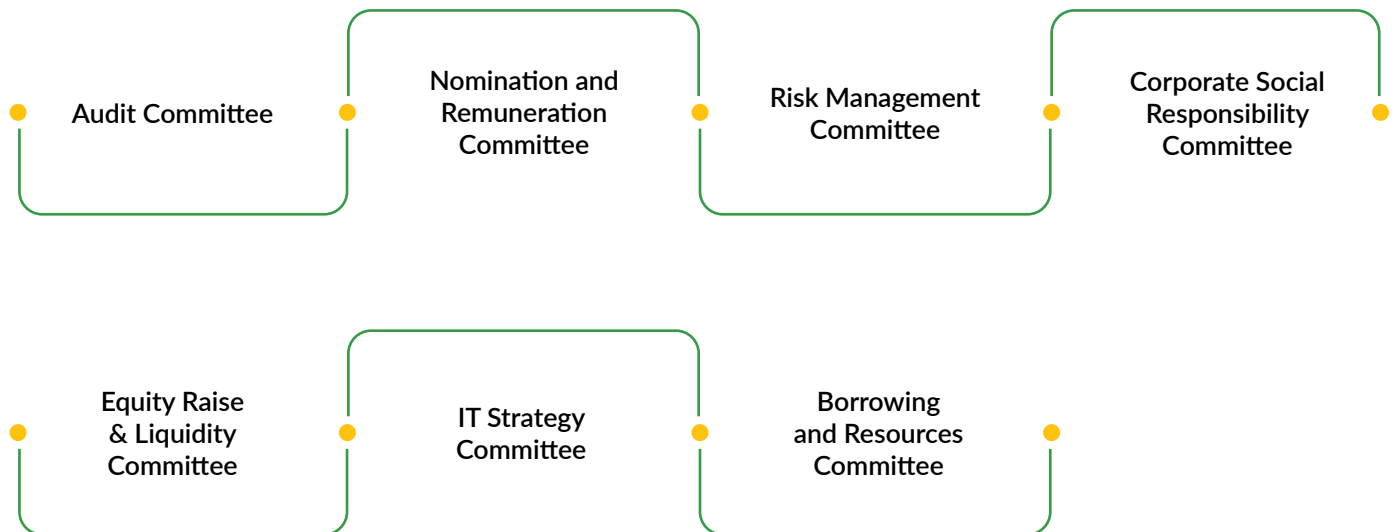 Audit Committee
Nomination and
Remuneration
Committee
Risk Management
Committee
Corporate Social
Responsibility
Committee
Equity Raise
& Liquidity
Committee
IT Strategy
Committee
Borrowing
and Resources
Committee